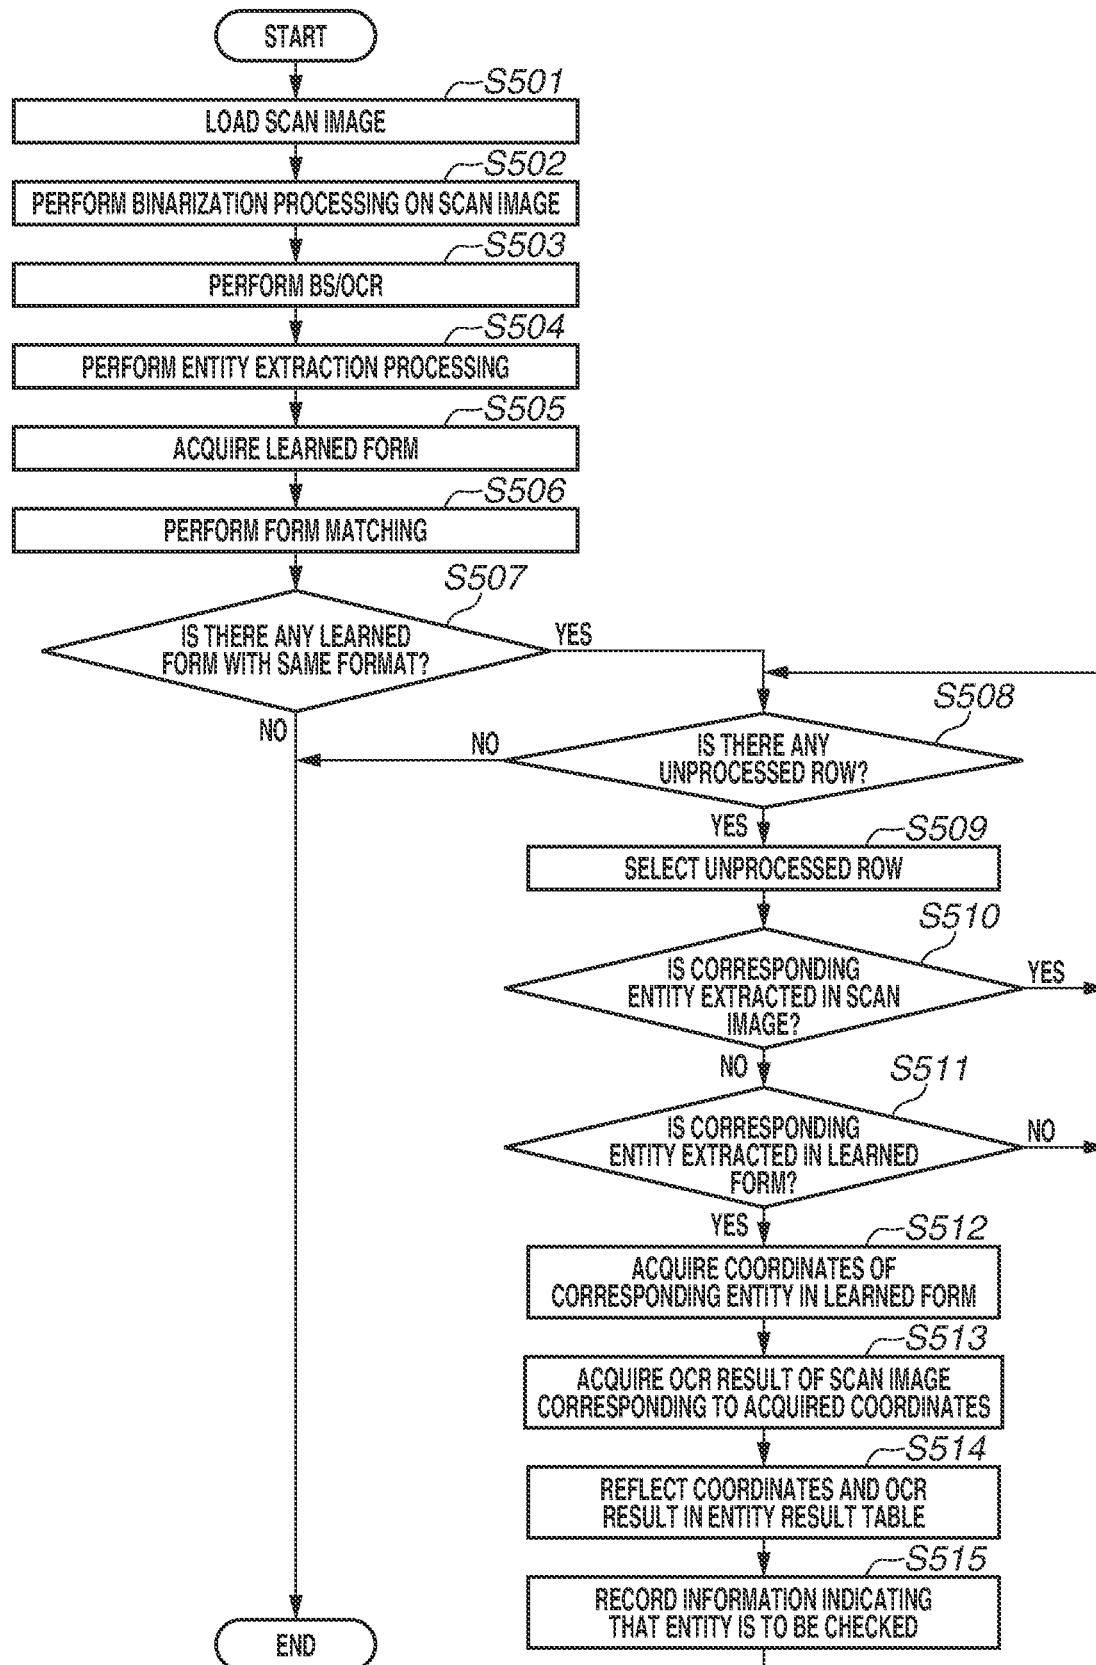 START
S501
LOAD SCAN IMAGE
S502
PERFORM BINARIZATION PROCESSING ON SCAN IMAGE
S503
PERFORM BS/OCR
S504
PERFORM ENTITY EXTRACTION PROCESSING
S505
ACQUIRE LEARNED FORM
S506
PERFORM FORM MATCHING
S507
IS THERE ANY LEARNED
FORM WITH SAME FORMAT?
YES
NO
S508
IS THERE ANY
UNPROCESSED ROW?
NO
YES
S509
SELECT UNPROCESSED ROW
S510
IS CORRESPONDING
ENTITY EXTRACTED IN SCAN
IMAGE?
YES
NO
S511
IS CORRESPONDING
ENTITY EXTRACTED IN LEARNED
FORM?
NO
YES
S512
ACQUIRE COORDINATES OF
CORRESPONDING ENTITY IN LEARNED FORM
S513
ACQUIRE OCR RESULT OF SCAN IMAGE
CORRESPONDING TO ACQUIRED COORDINATES
S514
REFLECT COORDINATES AND OCR
RESULT IN ENTITY RESULT TABLE
S515
RECORD INFORMATION INDICATING
THAT ENTITY IS TO BE CHECKED
END